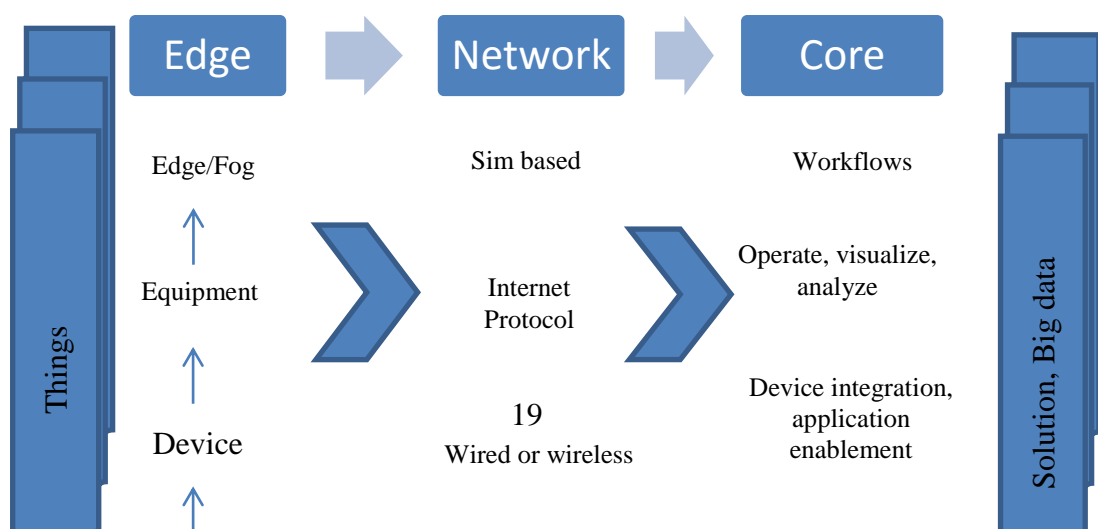 Edge
Network
Core
Things
Edge/Fog
Equipment
Device
Sim based
Internet
Protocol
19
Wired or wireless
Workflows
Operate, visualize,
analyze
Device integration,
application
enablement
Solution, Big data